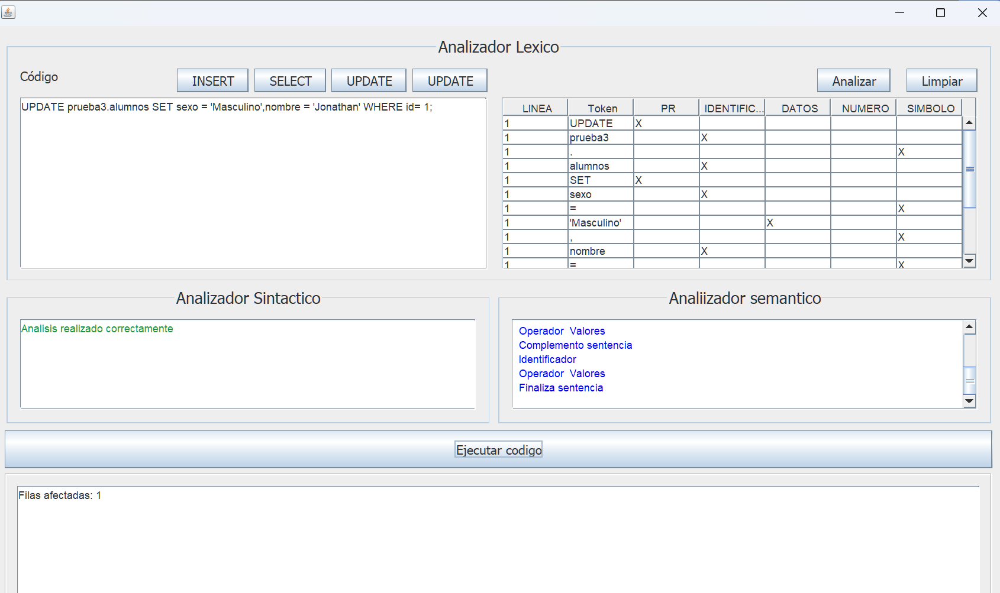 Analizador Lexico
Código INSERT SELECT UPDATE UPDATE Analizar Limpiar
UPDATE prueba3.alumnos SET sexo = 'Masculino',nombre = 'Jonathan' WHERE id= 1;
LINEA Token PR IDENTIFIC... DATOS NUMERO SIMBOLO
1 UPDATE X
1 prueba3 X
1 . X
1 alumnos X
1 SET X
1 sexo X
1 = X
1 'Masculino' X
1 , X
1 nombre X
1 = X
Analizador Sintactico
Analisis realizado correctamente
Analiizador semantico
Operador  Valores
Complemento sentencia
Identificador
Operador  Valores
Finaliza sentencia
Ejecutar codigo
Filas afectadas: 1